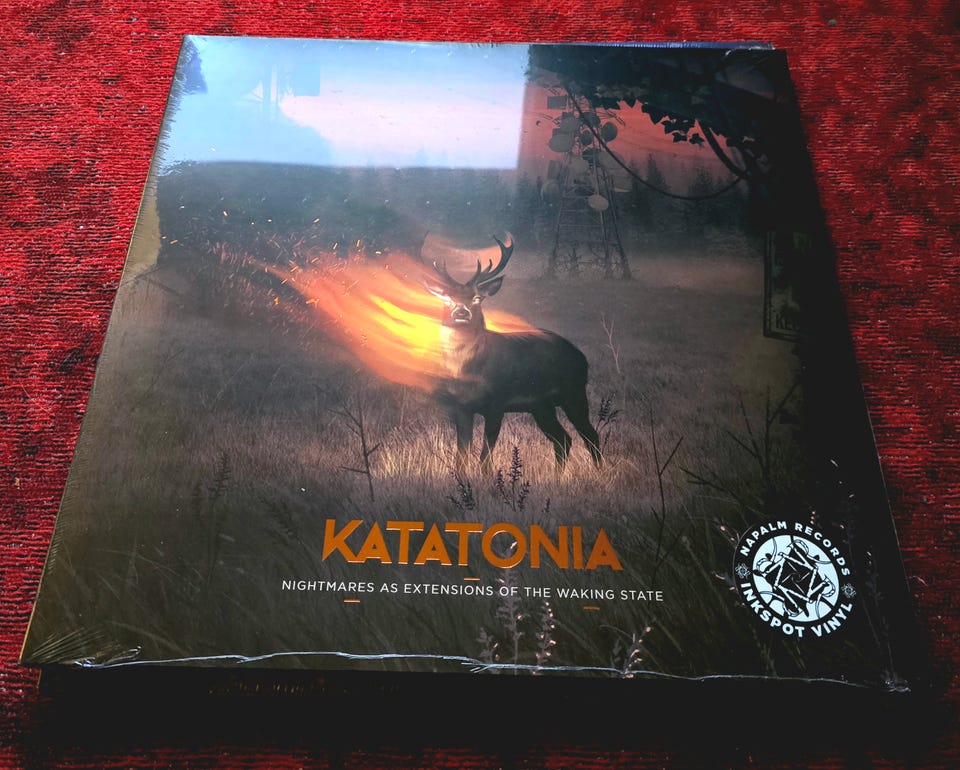 KATATONIA
NIGHTMARES AS EXTENSIONS OF THE WAKING STATE
NAPALM RECORDS
INKSPOT VINYL